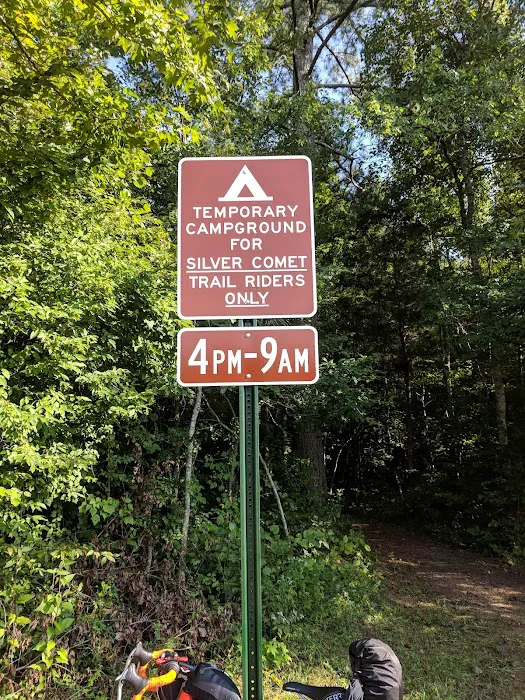 TEMPORARY
CAMPGROUND
FOR
SILVER COMET
TRAIL RIDERS
ONLY
4PM-9AM